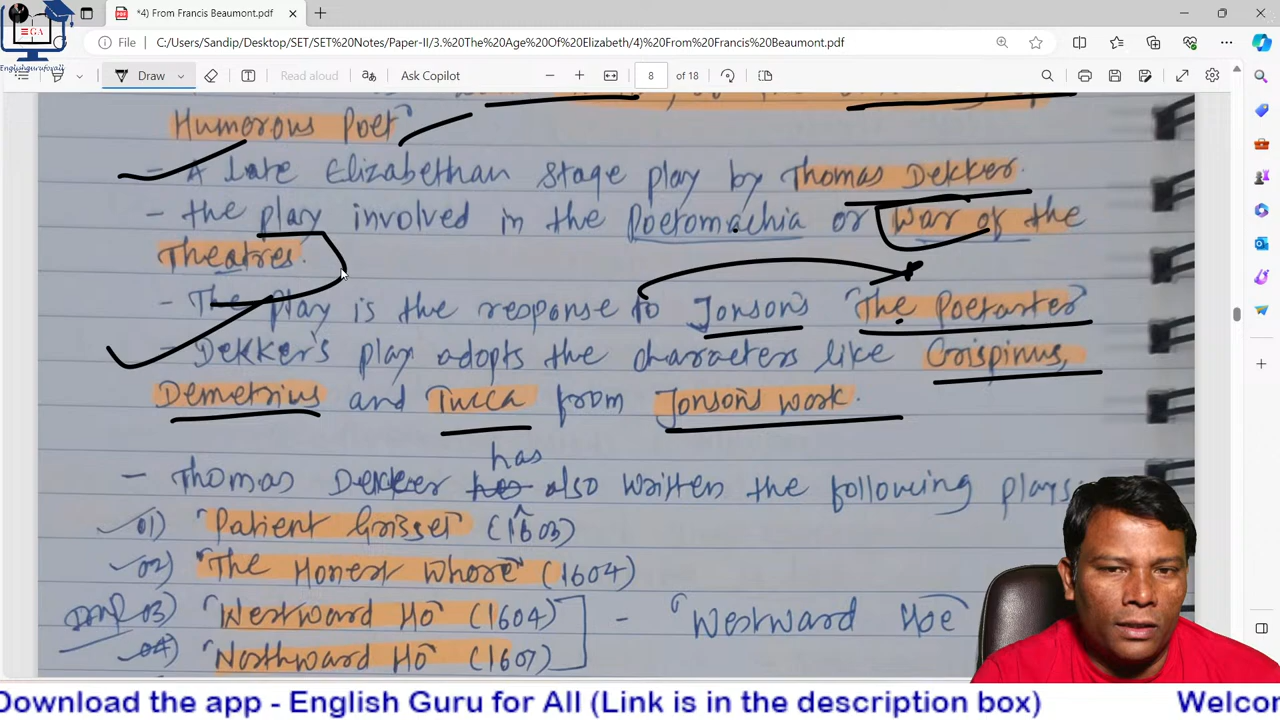 *4) From Francis Beaumont.pdf
File
C:/Users/Sandip/Desktop/SET/SET%20Notes/Paper-II/3.%20The%20Age%20Of%20Elizabeth/4)%20From%20Francis%20Beaumont.pdf
EGA
Englishguruforall
Draw
Read aloud
Ask Copilot
8 of 18
Humorous Poet"
- A late Elizabethan stage play by Thomas Dekker.
- the play involved in the Poetomachia or War of the
Theatres.
- The play is the response to Jonson's "The Poetaster"
- Dekker's play adopts the characters like Crispinus,
Demetrius and Tucca from Jonson's work.
has
- Thomas Dekker also written the following plays
01) "Patient Grissel" (1603)
02) "The Honest Whore" (1604)
03) "Westward Ho" (1604) - "Westward Hoe"
04) "Northward Ho" (1607)
Download the app - English Guru for All (Link is in the description box) Welcor